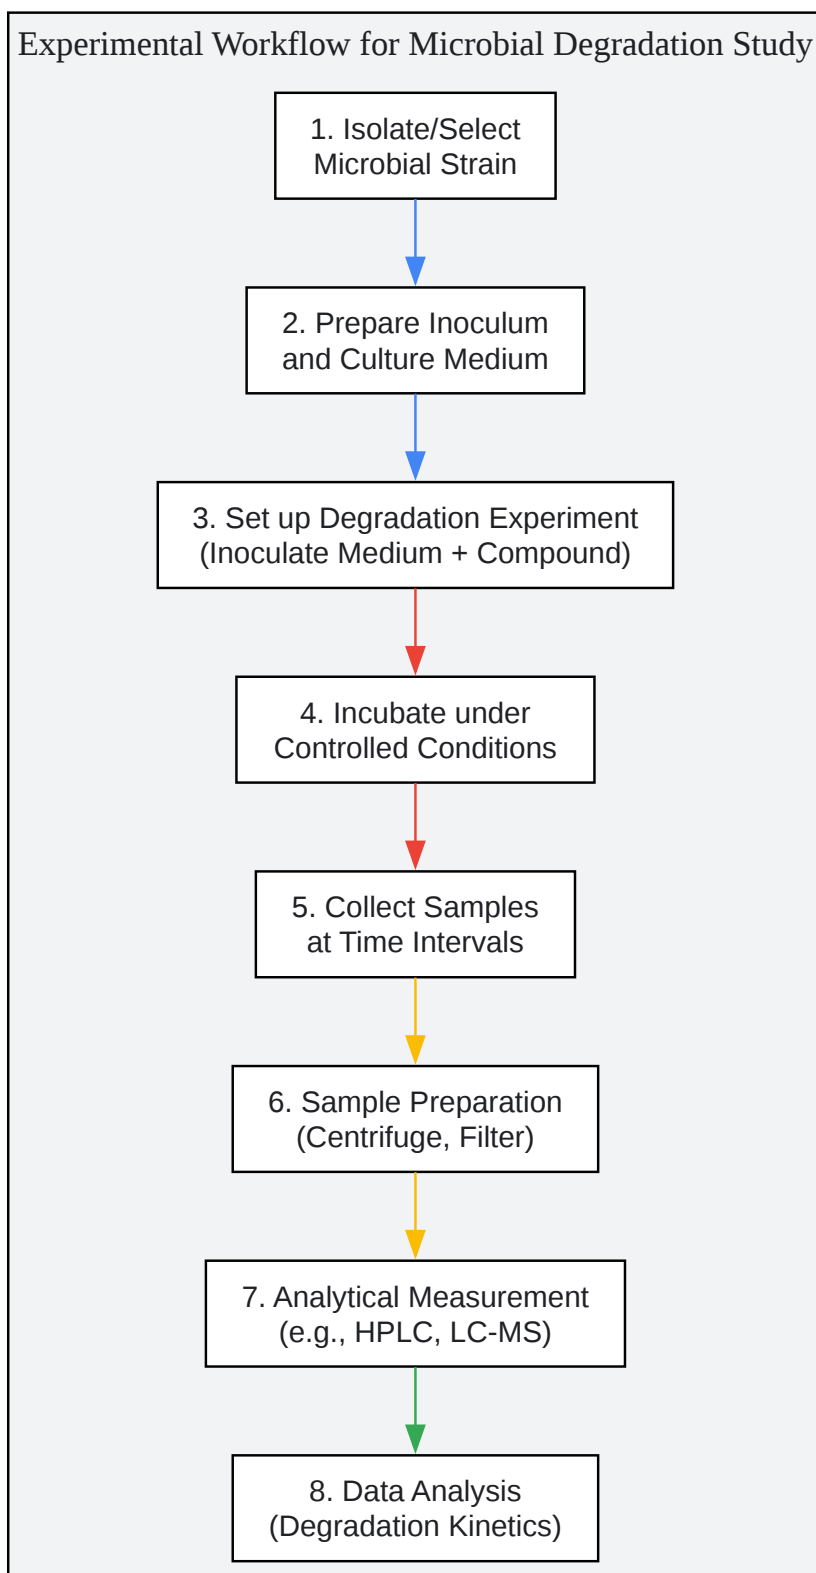 Experimental Workflow for Microbial Degradation Study
1. Isolate/Select
Microbial Strain
2. Prepare Inoculum
and Culture Medium
3. Set up Degradation Experiment
(Inoculate Medium + Compound)
4. Incubate under
Controlled Conditions
5. Collect Samples
at Time Intervals
6. Sample Preparation
(Centrifuge, Filter)
7. Analytical Measurement
(e.g., HPLC, LC-MS)
8. Data Analysis
(Degradation Kinetics)